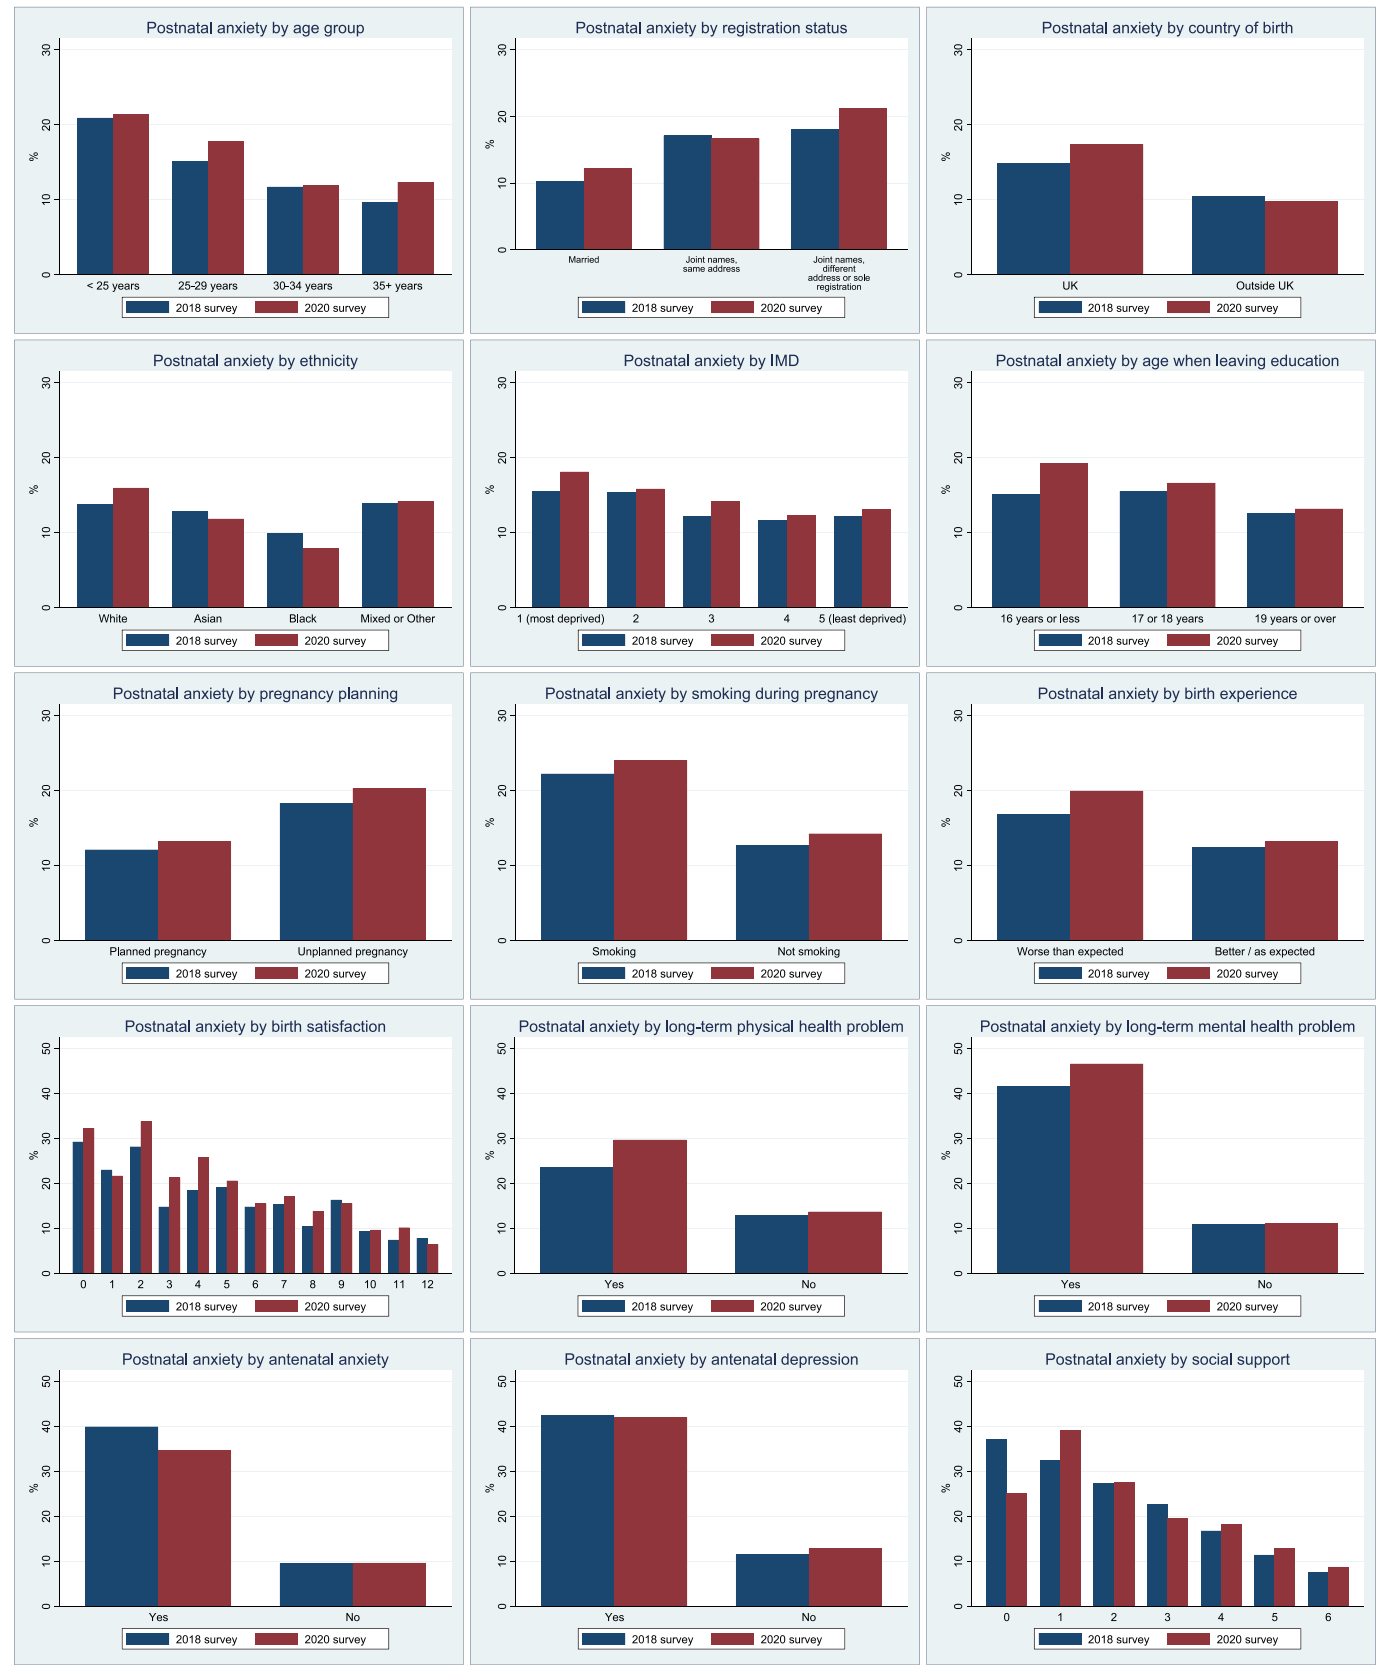 Postnatal anxiety by age group
%
30
20
10
0
< 25 years 25-29 years 30-34 years 35+ years
2018 survey 2020 survey
Postnatal anxiety by registration status
%
30
20
10
0
Married
Joint names,
same address
Joint names,
different
address or sole
registration
2018 survey 2020 survey
Postnatal anxiety by country of birth
%
30
20
10
0
UK Outside UK
2018 survey 2020 survey
Postnatal anxiety by ethnicity
%
30
20
10
0
White Asian Black Mixed or Other
2018 survey 2020 survey
Postnatal anxiety by IMD
%
30
20
10
0
1 (most deprived) 2 3 4 5 (least deprived)
2018 survey 2020 survey
Postnatal anxiety by age when leaving education
%
30
20
10
0
16 years or less 17 or 18 years 19 years or over
2018 survey 2020 survey
Postnatal anxiety by pregnancy planning
%
30
20
10
0
Planned pregnancy Unplanned pregnancy
2018 survey 2020 survey
Postnatal anxiety by smoking during pregnancy
%
30
20
10
0
Smoking Not smoking
2018 survey 2020 survey
Postnatal anxiety by birth experience
%
30
20
10
0
Worse than expected Better / as expected
2018 survey 2020 survey
Postnatal anxiety by birth satisfaction
%
50
40
30
20
10
0
0 1 2 3 4 5 6 7 8 9 10 11 12
2018 survey 2020 survey
Postnatal anxiety by long-term physical health problem
%
50
40
30
20
10
0
Yes No
2018 survey 2020 survey
Postnatal anxiety by long-term mental health problem
%
50
40
30
20
10
0
Yes No
2018 survey 2020 survey
Postnatal anxiety by antenatal anxiety
%
50
40
30
20
10
0
Yes No
2018 survey 2020 survey
Postnatal anxiety by antenatal depression
%
50
40
30
20
10
0
Yes No
2018 survey 2020 survey
Postnatal anxiety by social support
%
50
40
30
20
10
0
0 1 2 3 4 5 6
2018 survey 2020 survey